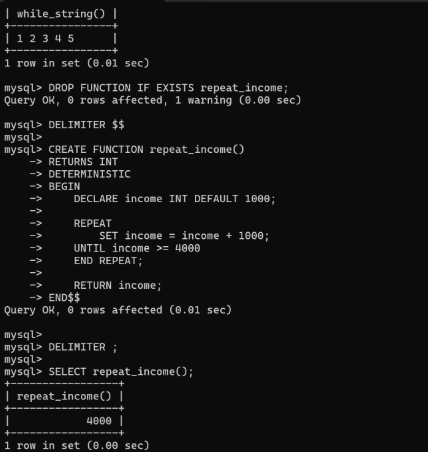 | while_string() |
+----------------+
| 1 2 3 4 5      |
+----------------+
1 row in set (0.01 sec)

mysql> DROP FUNCTION IF EXISTS repeat_income;
Query OK, 0 rows affected, 1 warning (0.00 sec)

mysql> DELIMITER $$
mysql>
mysql> CREATE FUNCTION repeat_income()
    -> RETURNS INT
    -> DETERMINISTIC
    -> BEGIN
    ->     DECLARE income INT DEFAULT 1000;
    ->
    ->     REPEAT
    ->         SET income = income + 1000;
    ->     UNTIL income >= 4000
    ->     END REPEAT;
    ->
    ->     RETURN income;
    -> END$$
Query OK, 0 rows affected (0.01 sec)

mysql>
mysql> DELIMITER ;
mysql>
mysql> SELECT repeat_income();
+-----------------+
| repeat_income() |
+-----------------+
|            4000 |
+-----------------+
1 row in set (0.00 sec)